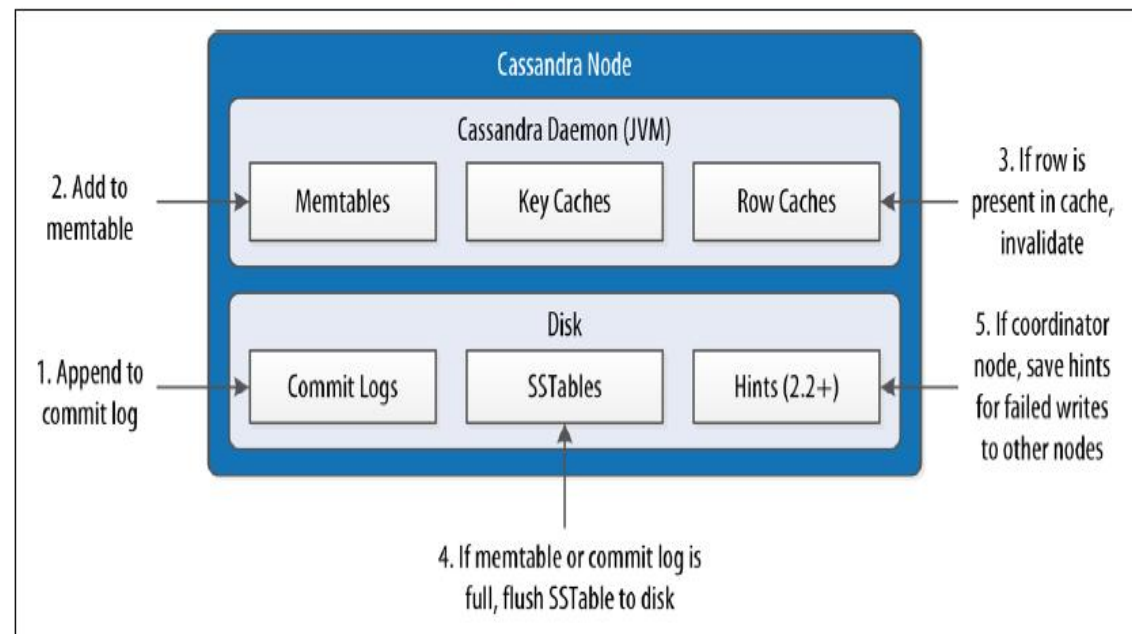 Cassandra Node
Cassandra Daemon (JVM)
2. Add to
memtable
Memtables
Key Caches
Row Caches
3. If row is
present in cache,
invalidate
Disk
1. Append to
commit log
Commit Logs
SSTables
Hints (2.2+)
5. If coordinator
node, save hints
for failed writes
to other nodes
4. If memtable or commit log is
full, flush SSTable to disk